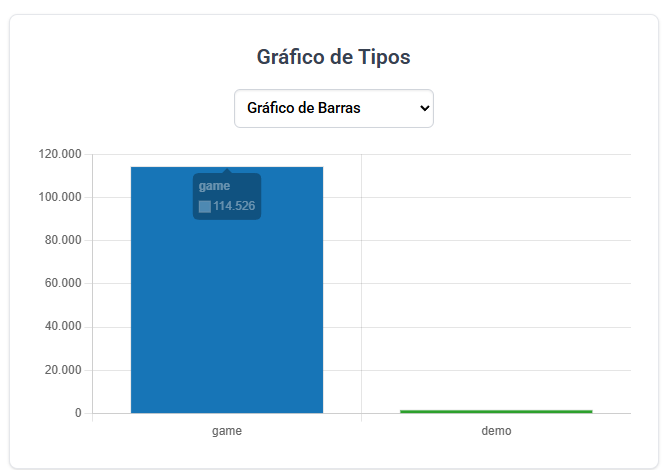 Gráfico de Tipos
Gráfico de Barras
120.000
100.000
80.000
60.000
40.000
20.000
0
game
114.526
game
demo